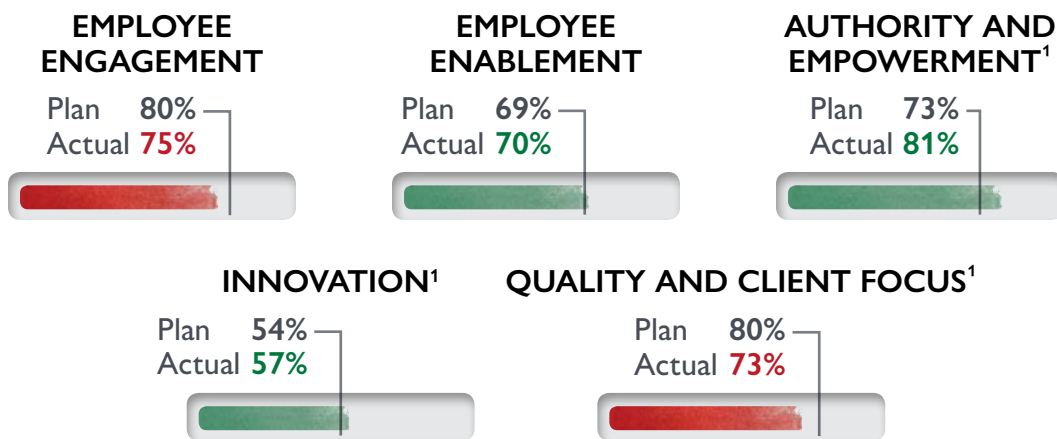 EMPLOYEE
ENGAGEMENT
Plan 80%
Actual 75%
EMPLOYEE
ENABLEMENT
Plan 69%
Actual 70%
AUTHORITY AND
EMPOWERMENT¹
Plan 73%
Actual 81%
INNOVATION¹
Plan 54%
Actual 57%
QUALITY AND CLIENT FOCUS¹
Plan 80%
Actual 73%